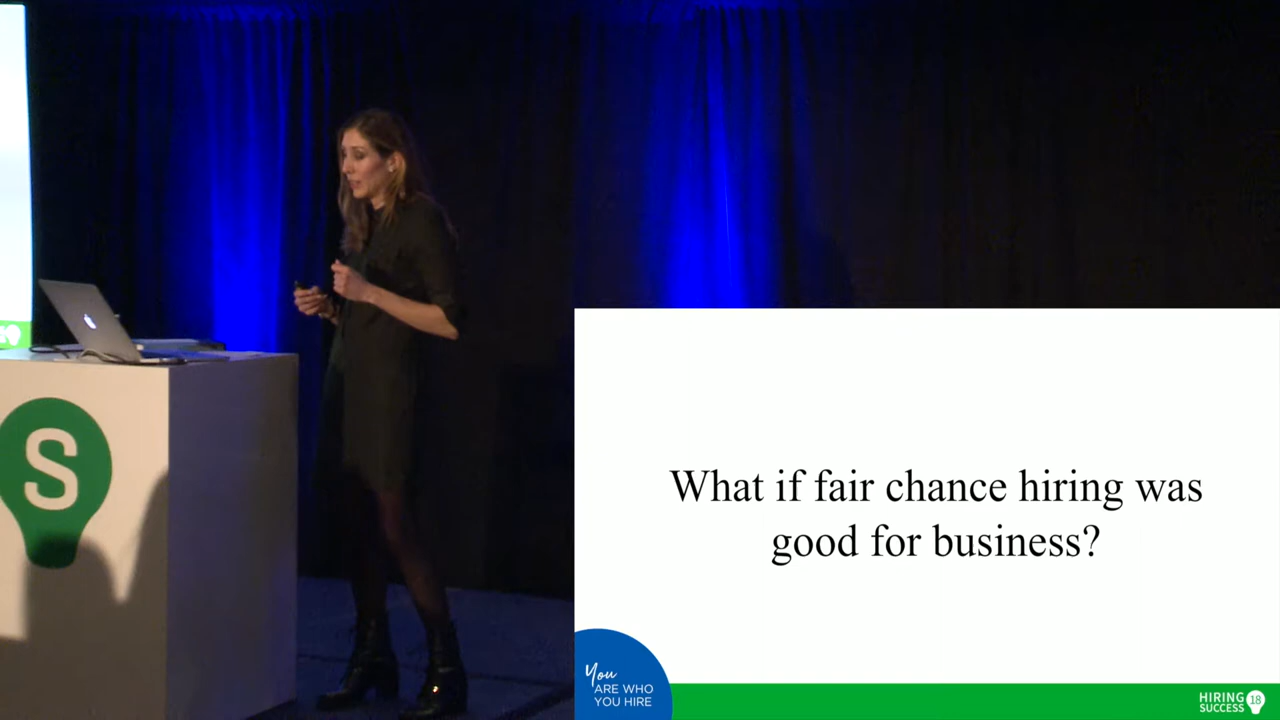 S
What if fair chance hiring was
good for business?
You
ARE WHO
YOU HIRE
HIRING 18
SUCCESS